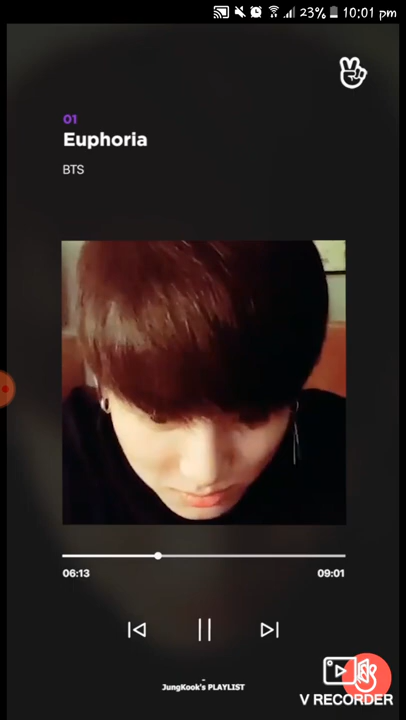 23% 10:01 pm
01
Euphoria
BTS
06:13
09:01
JungKook's PLAYLIST
V RECORDER